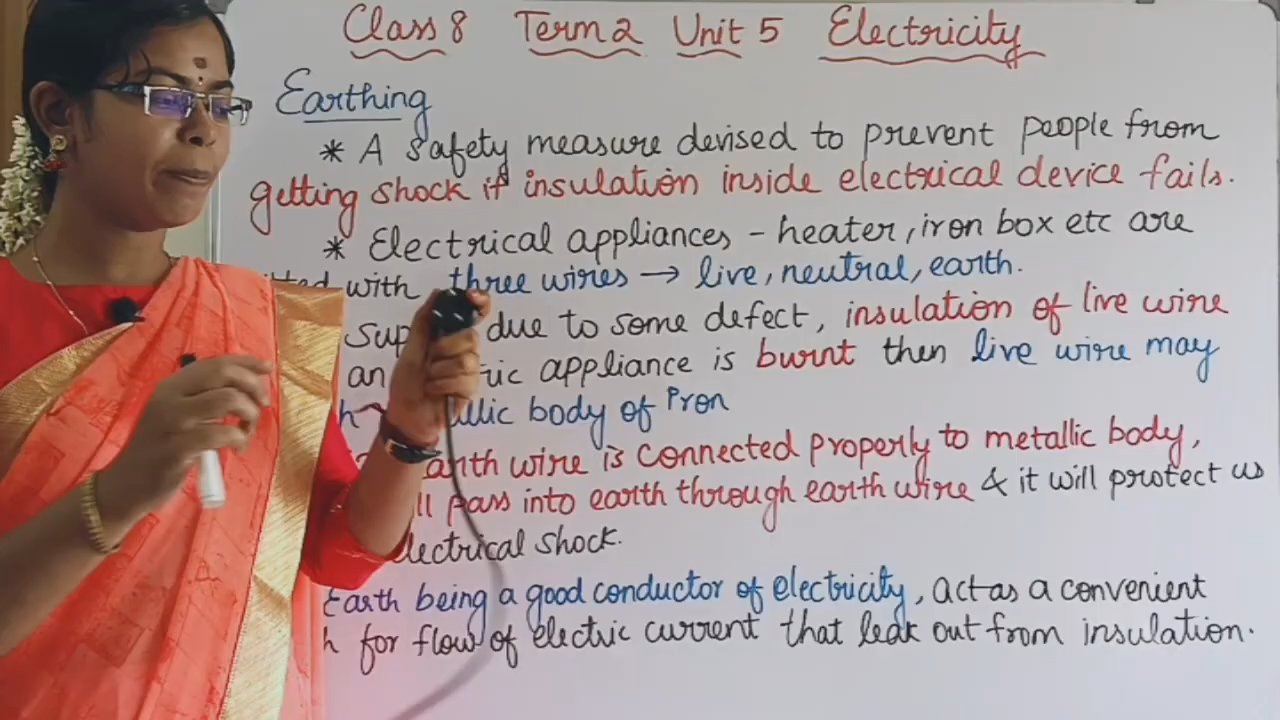 Class 8 Term 2 Unit 5 Electricity
Earthing
* A safety measure devised to prevent people from
getting shock if insulation inside electrical device fails.
* Electrical appliances - heater, iron box etc are
with three wires → live, neutral, earth.
due to some defect, insulation of live wire
an appliance is burnt then live wire may
body of iron
wire is connected properly to metallic body,
pass into earth through earth wire & it will protect us
electrical shock.
Earth being a good conductor of electricity, act as a convenient
for flow of electric current that leak out from insulation.